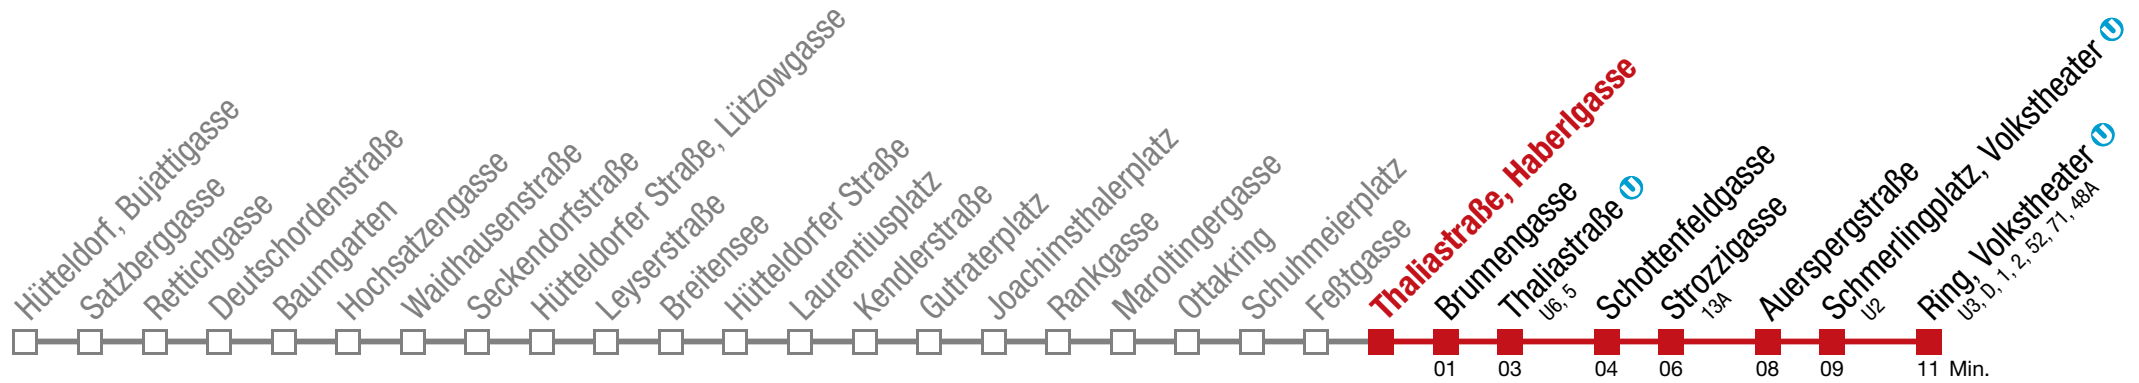 Hütteldorf, Bujattigasse
Satzberggasse
Rettichgasse
Deutschordenstraße
Baumgarten
Hochsatzengasse
Waidhausenstraße
Seckendorfstraße
Hütteldorfer Straße, Lützowgasse
Leyserstraße
Breitensee
Hütteldorfer Straße
Laurentiusplatz
Kendlerstraße
Gutraterplatz
Joachimsthalerplatz
Rankgasse
Maroltingergasse
Ottakring
Schuhmeierplatz
Feßtgasse
Thaliastraße, Haberlgasse
Brunnengasse
Thaliastraße U
U6, 5
Schottenfeldgasse
Strozzigasse
13A
Auerspergstraße
Schmerlingplatz, Volkstheater U
U2
Ring, Volkstheater U
U3, D, 1, 2, 52, 71, 48A
01 03 04 06 08 09 11 Min.